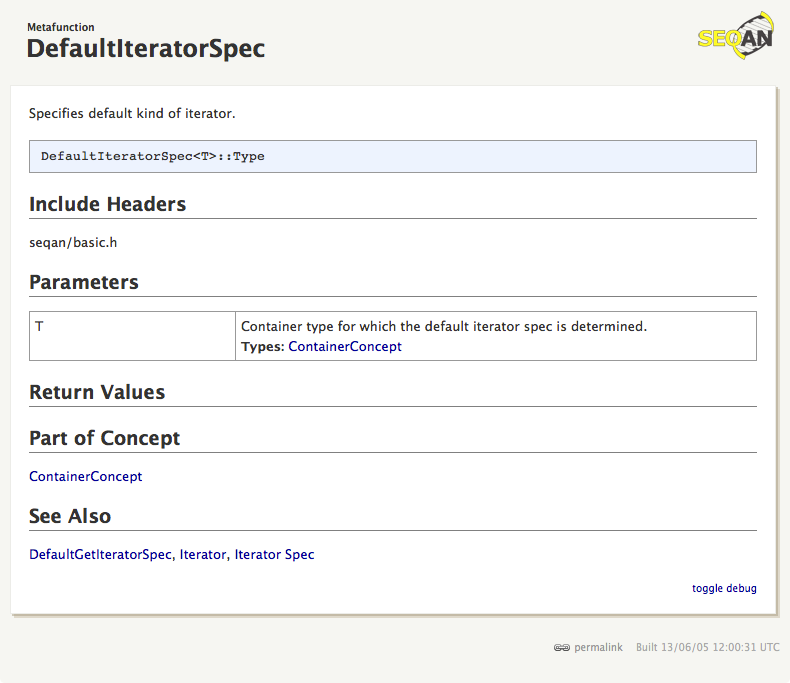 Metafunction
DefaultIteratorSpec
SEQAN
Specifies default kind of iterator.
DefaultIteratorSpec<T>::Type
Include Headers
seqan/basic.h
Parameters
T
Container type for which the default iterator spec is determined.
Types: ContainerConcept
Return Values
Part of Concept
ContainerConcept
See Also
DefaultGetIteratorSpec, Iterator, Iterator Spec
toggle debug
permalink Built 13/06/05 12:00:31 UTC